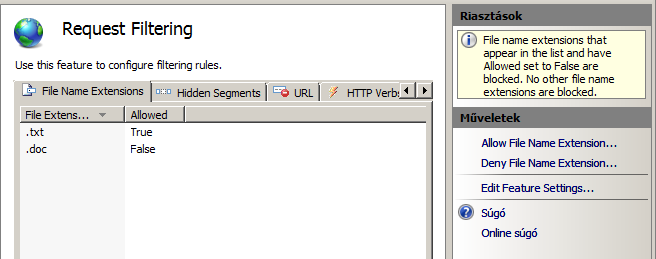 Request Filtering
Use this feature to configure filtering rules.
File Name Extensions
Hidden Segments
URL
HTTP Verbs
File Extens...
Allowed
.txt
True
.doc
False
Riasztások
File name extensions that
appear in the list and have
Allowed set to False are
blocked. No other file name
extensions are blocked.
Műveletek
Allow File Name Extension...
Deny File Name Extension...
Edit Feature Settings...
Súgó
Online súgó